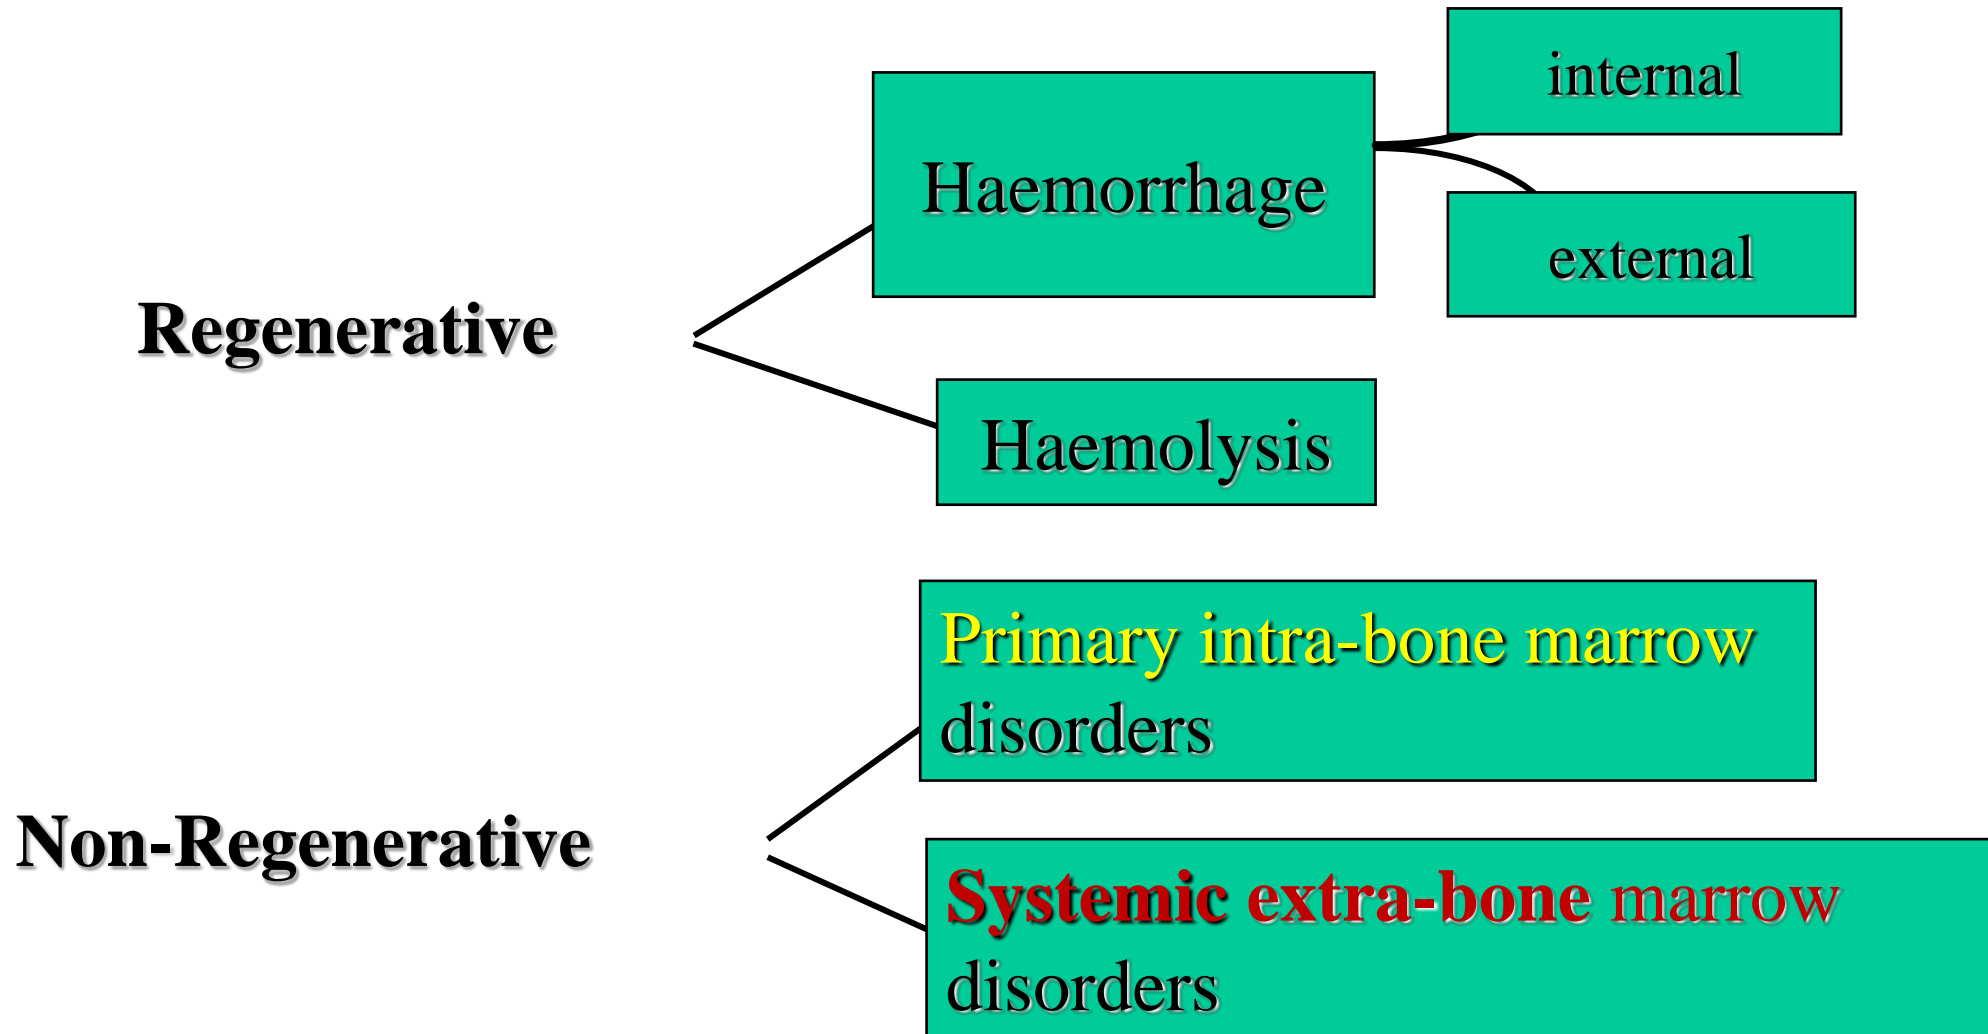 internal
Haemorrhage
external
Regenerative
Haemolysis
Primary intra-bone marrow
disorders
Non-Regenerative
Systemic extra-bone marrow
disorders